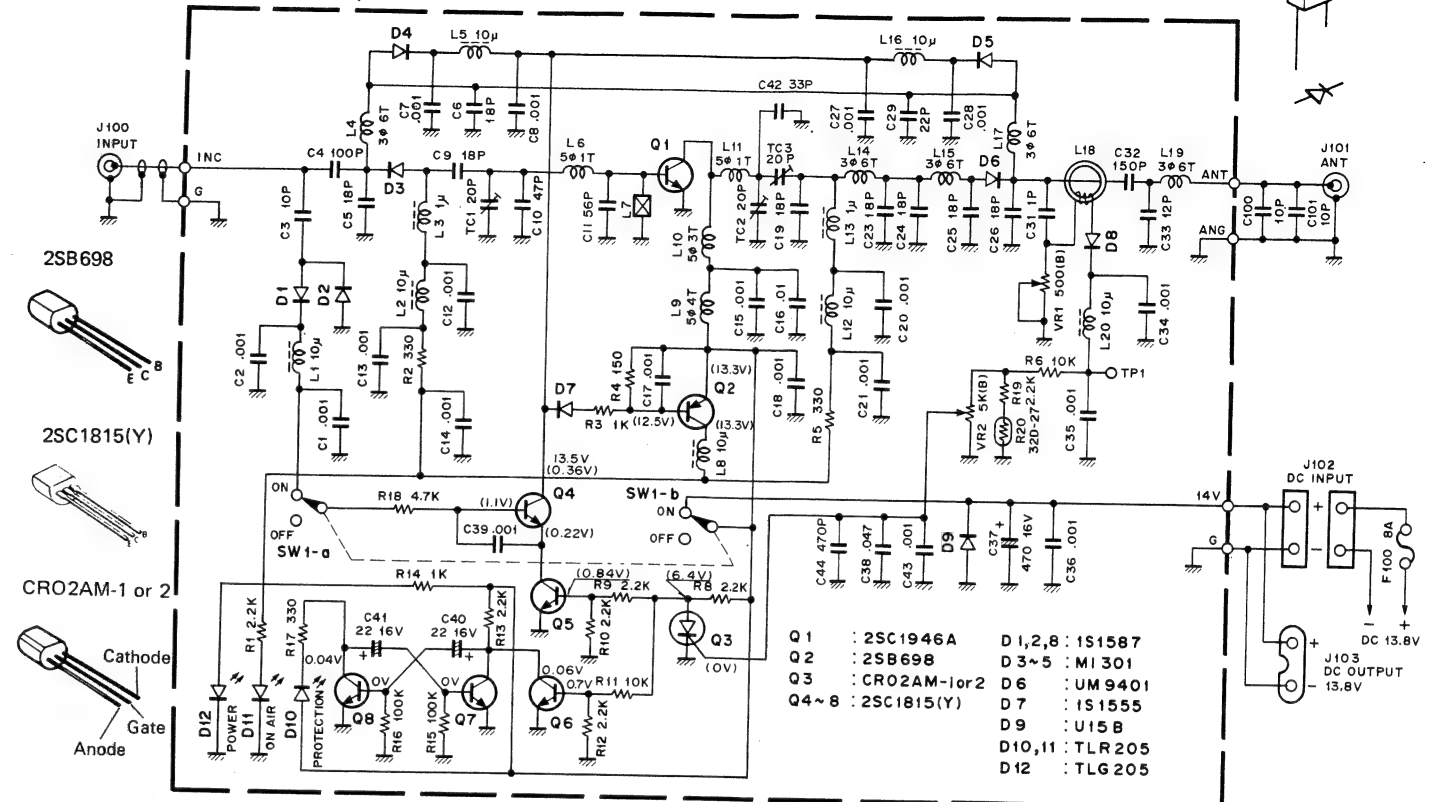 D4
L5 10μ
L16 10μ
D5
C42 33P
J100
INPUT
INC
G
C4 100P
L4
3φ 6T
C7
.001
C6
18P
C8 .001
C27
.001
C29
22P
C28
.001
L17
3φ 6T
C3 10P
C5 18P
D3
C9 18P
L3 1μ
TC1 20P
C10 47P
L6
5φ 1T
C11 56P
L7
Q1
L11
5φ 1T
TC3
20P
TC2 20P
C19 18P
L14
3φ 6T
L13 1μ
C23 18P
C24 18P
L15
3φ6T
C25 18P
D6
C26 18P
C31 1P
L18
C32
150P
L19
3φ6T
ANT
J101
ANT
C33 12P
C100
10P
C101
10P
ANG
2SB698
E C B
D1
D2
L2 10μ
C12 .001
L10
5φ 3T
L9
5φ 4T
C15 .001
C16 .01
L12 10μ
C20 .001
VR1 500(B)
D8
L20 10μ
C34 .001
C2 .001
L1 10μ
C13 .001
R2 330
C1 .001
C14 .001
D7
R3 1K
R4 150
C17 .001
(12.5V)
(13.3V)
Q2
(13.3V)
L8 10μ
C18 .001
R5 330
C21 .001
R6 10K
TP1
VR2 5K(B)
R19
2.2K
R20
32D-27
C35 .001
2SC1815(Y)
E C B
13.5V
(0.36V)
ON
OFF
SW1-a
R18 4.7K
(1.1V)
Q4
(0.22V)
C39 .001
SW1-b
ON
OFF
14V
G
J102
DC INPUT
+
-
F100 8A
- +
DC 13.8V
C44 470P
C38 .047
C43 .001
D9
C37 +
470 16V
C36 .001
CRO2AM-1 or 2
Cathode
Gate
Anode
R14 1K
(0.84V)
R9 2.2K
(6.4V)
R8 2.2K
Q5
R10 2.2K
Q3
(0V)
R1 2.2K
R17 330
C41
22 16V
+
C40
22 16V
+
R13 2.2K
0.04V
0V
0V
0.06V
0.7V
R11 10K
Q8
R16 100K
R15 100K
Q7
Q6
R12 2.2K
D12
POWER
D11
ON AIR
D10
PROTECTION
J103
DC OUTPUT
13.8V
+
-
Q1 : 2SC1946A
Q2 : 2SB698
Q3 : CR02AM-1or2
Q4~8 : 2SC1815(Y)
D1,2,8 : 1S1587
D3~5 : MI301
D6 : UM9401
D7 : 1S1555
D9 : U15B
D10,11 : TLR205
D12 : TLG205